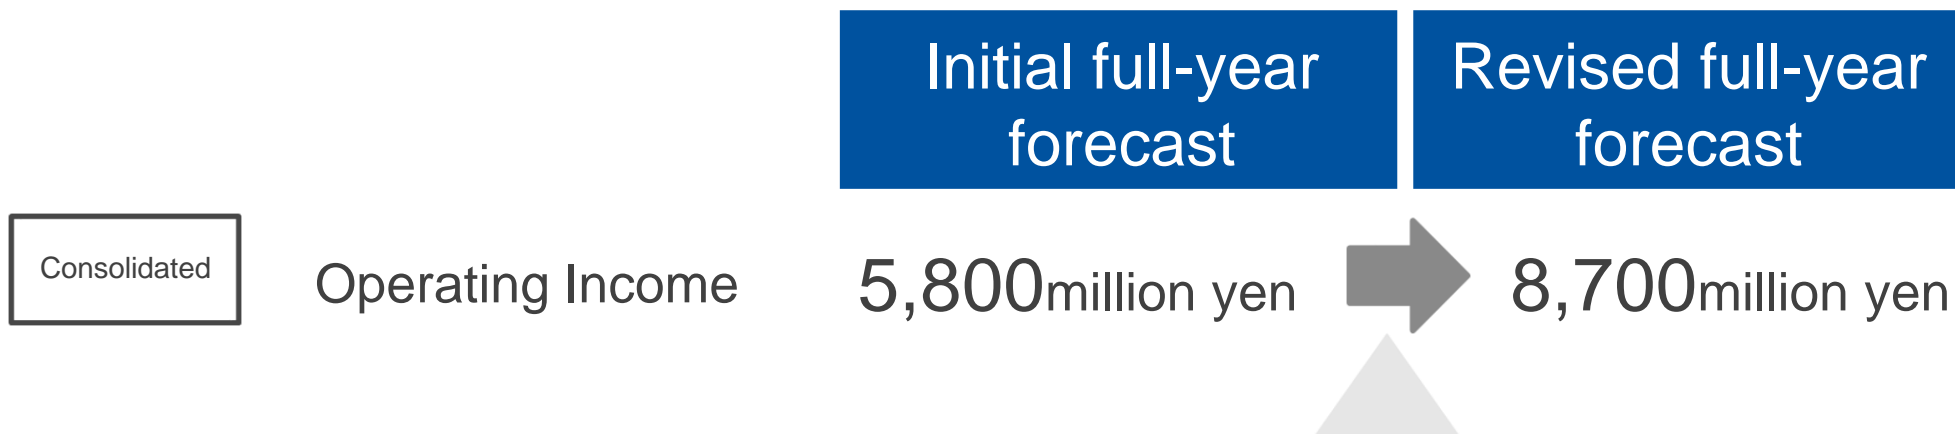 Initial full-year
forecast
Revised full-year
forecast
Consolidated
Operating Income
5,800million yen
8,700million yen